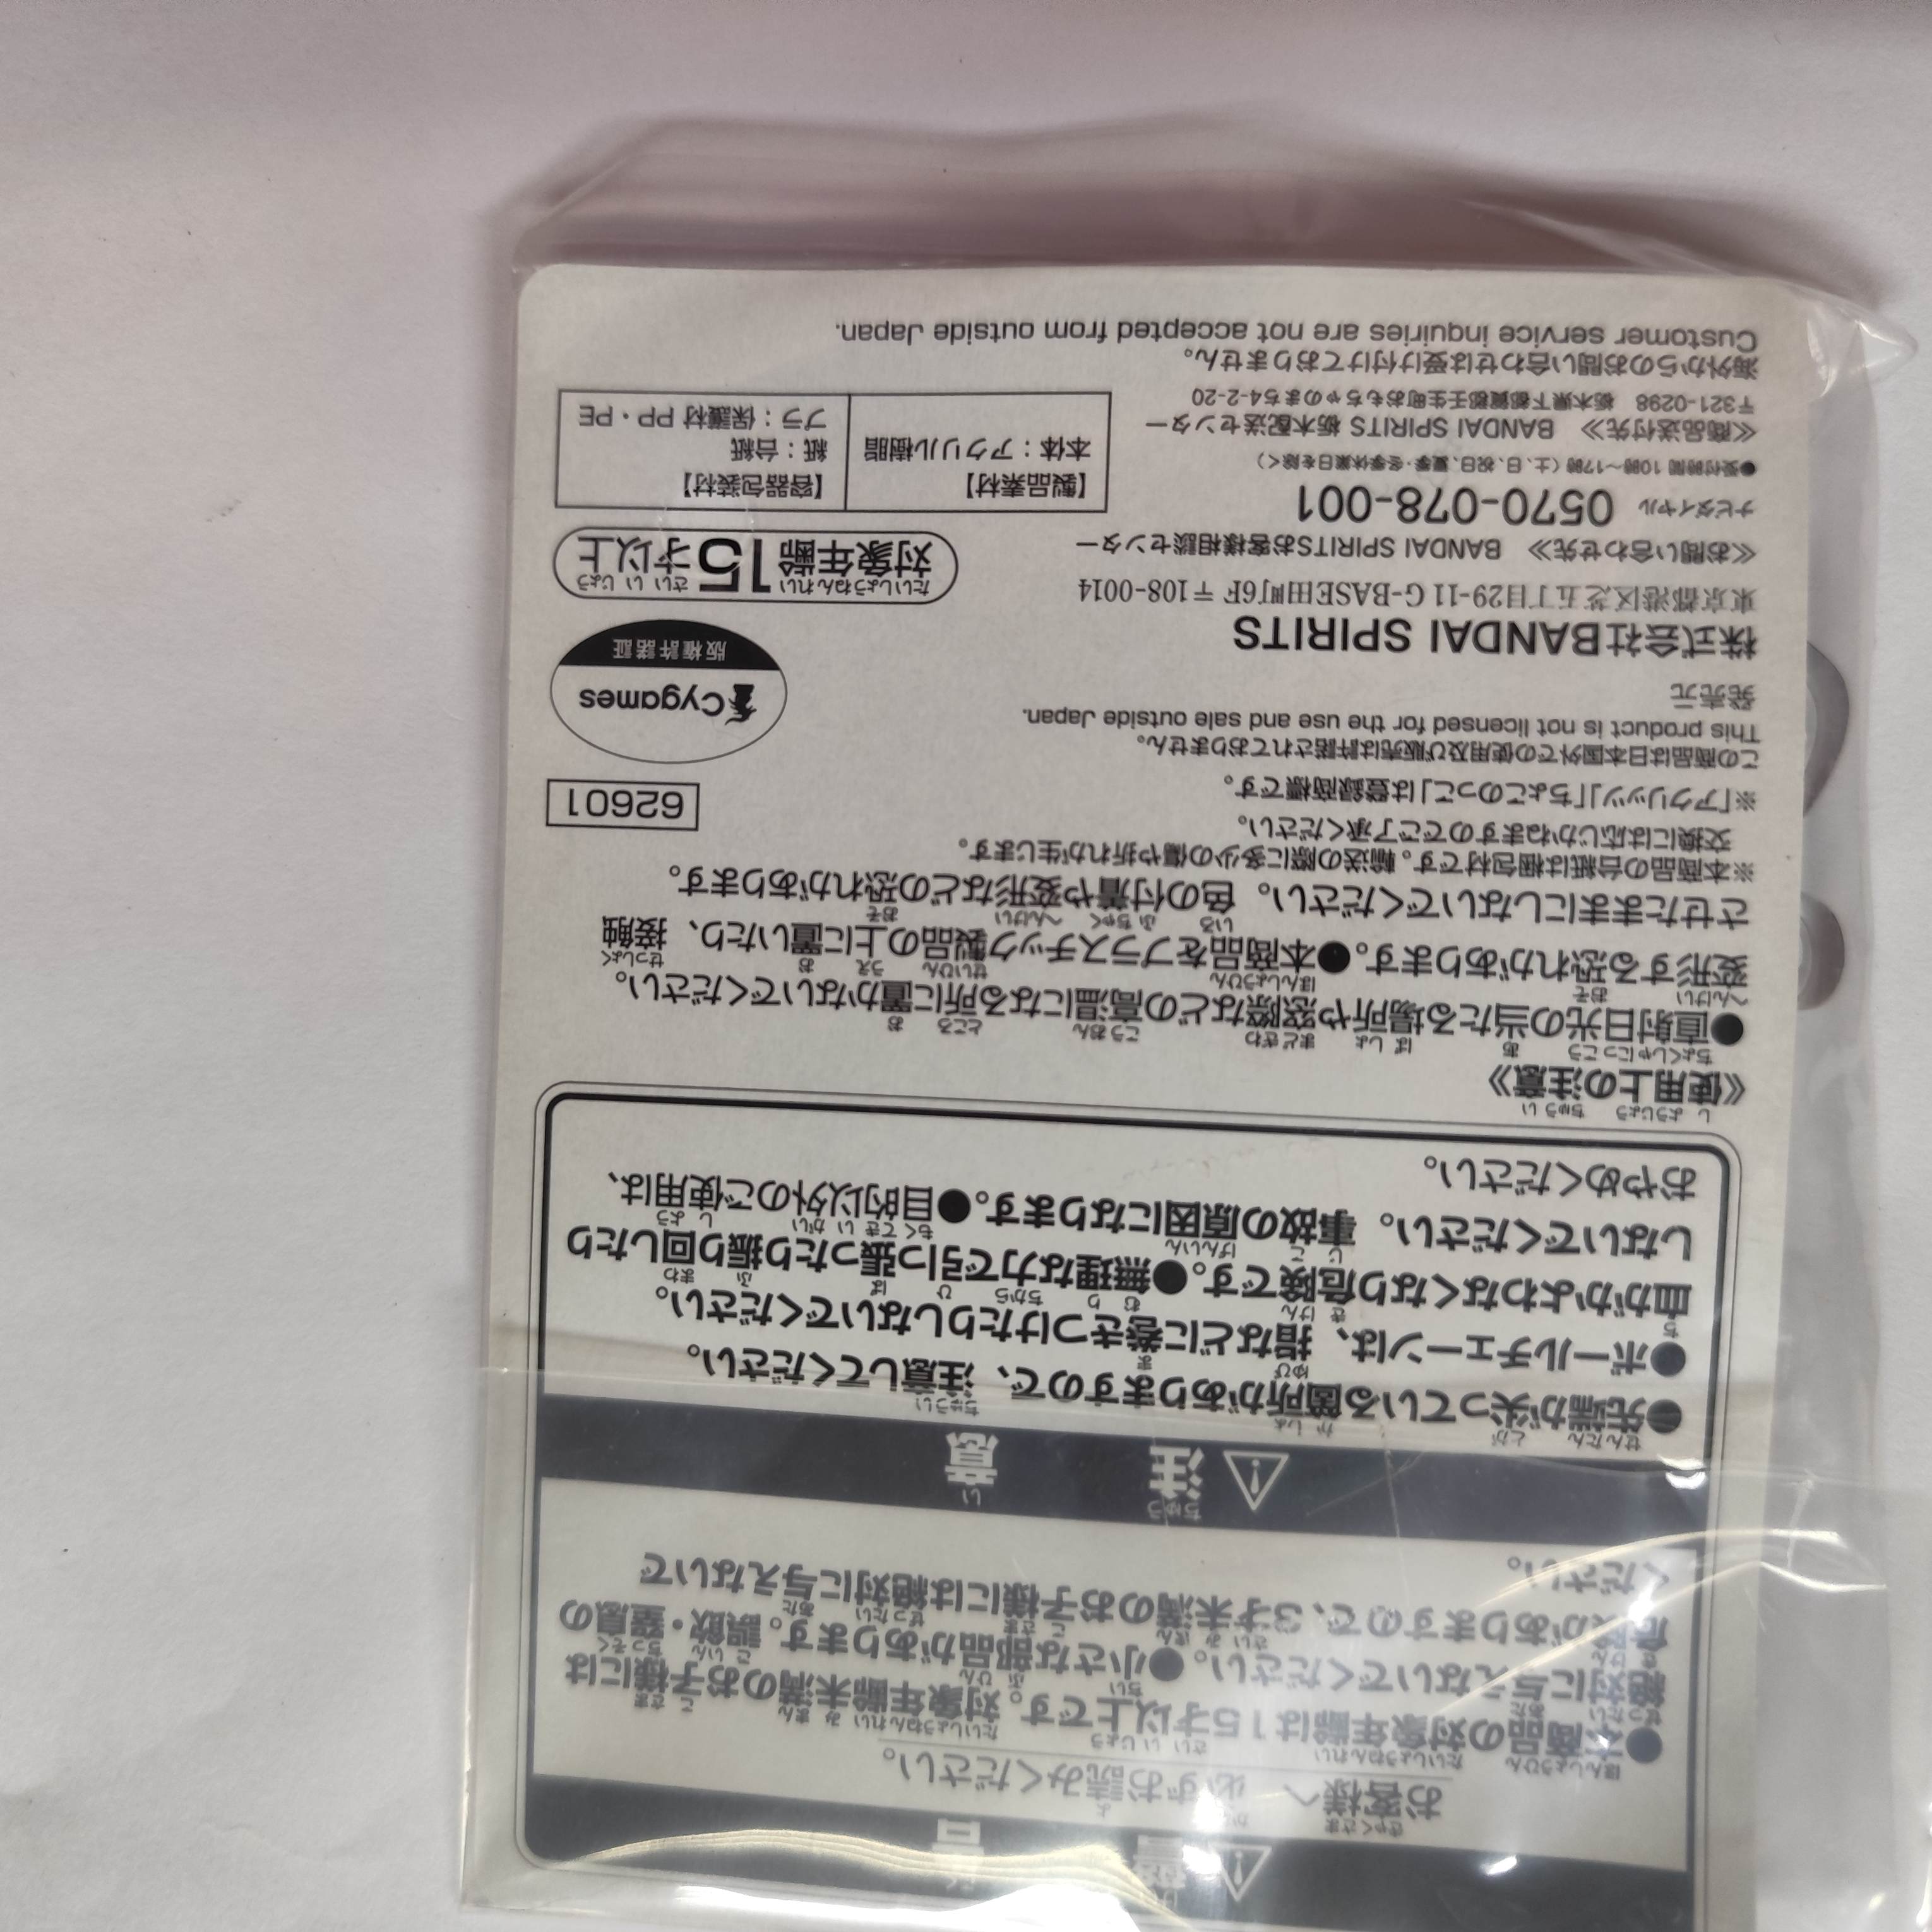 警告
お客様へ 必ずお読みください。
●本商品の対象年齢は15才以上です。対象年齢未満のお子様には
絶対に与えないでください。●小さな部品があります。誤飲・窒息の
危険がありますので、3才未満のお子様には絶対に与えないで
ください。
注意
●先端が尖っている箇所がありますので、注意してください。
●ボールチェーンは、指などに巻きつけたりしないでください。
血がかよわなくなり危険です。●無理な力で引っ張ったり振り回したり
しないでください。事故の原因になります。●目的以外のご使用は、
おやめください。
《使用上の注意》
●直射日光の当たる場所や窓際などの高温になる所に置かないでください。
変形する恐れがあります。●本商品をプラスチック製品の上に置いたり、接触
させたままにしないでください。色の付着や変形などの恐れがあります。
※本商品の台紙は梱包材です。輸送の際に多少の傷や折れが生じます。
交換には応じかねますのでご了承ください。
※「アクリッツ」「ちょこのっこ」は登録商標です。
62601
この商品は日本国外での使用及び販売は許諾されておりません。
This product is not licensed for the use and sale outside Japan.
発売元
株式会社BANDAI SPIRITS
Cygames
版権許諾証
東京都港区芝五丁目29-11 G-BASE田町6F 〒108-0014
対象年齢15才以上
≪お問い合わせ先≫ BANDAI SPIRITSお客様相談センター
ナビダイヤル 0570-078-001
●受付時間 10時〜17時(土、日、祝日、夏季・冬季休業日を除く)
≪商品送付先≫ BANDAI SPIRITS 栃木配送センター
〒321-0298 栃木県下都賀郡壬生町おもちゃのまち4-2-20
【製品素材】
本体：アクリル樹脂
【容器包装材】
紙：台紙
プラ：保護材 PP・PE
海外からのお問い合わせは受け付けておりません。
Customer service inquiries are not accepted from outside Japan.